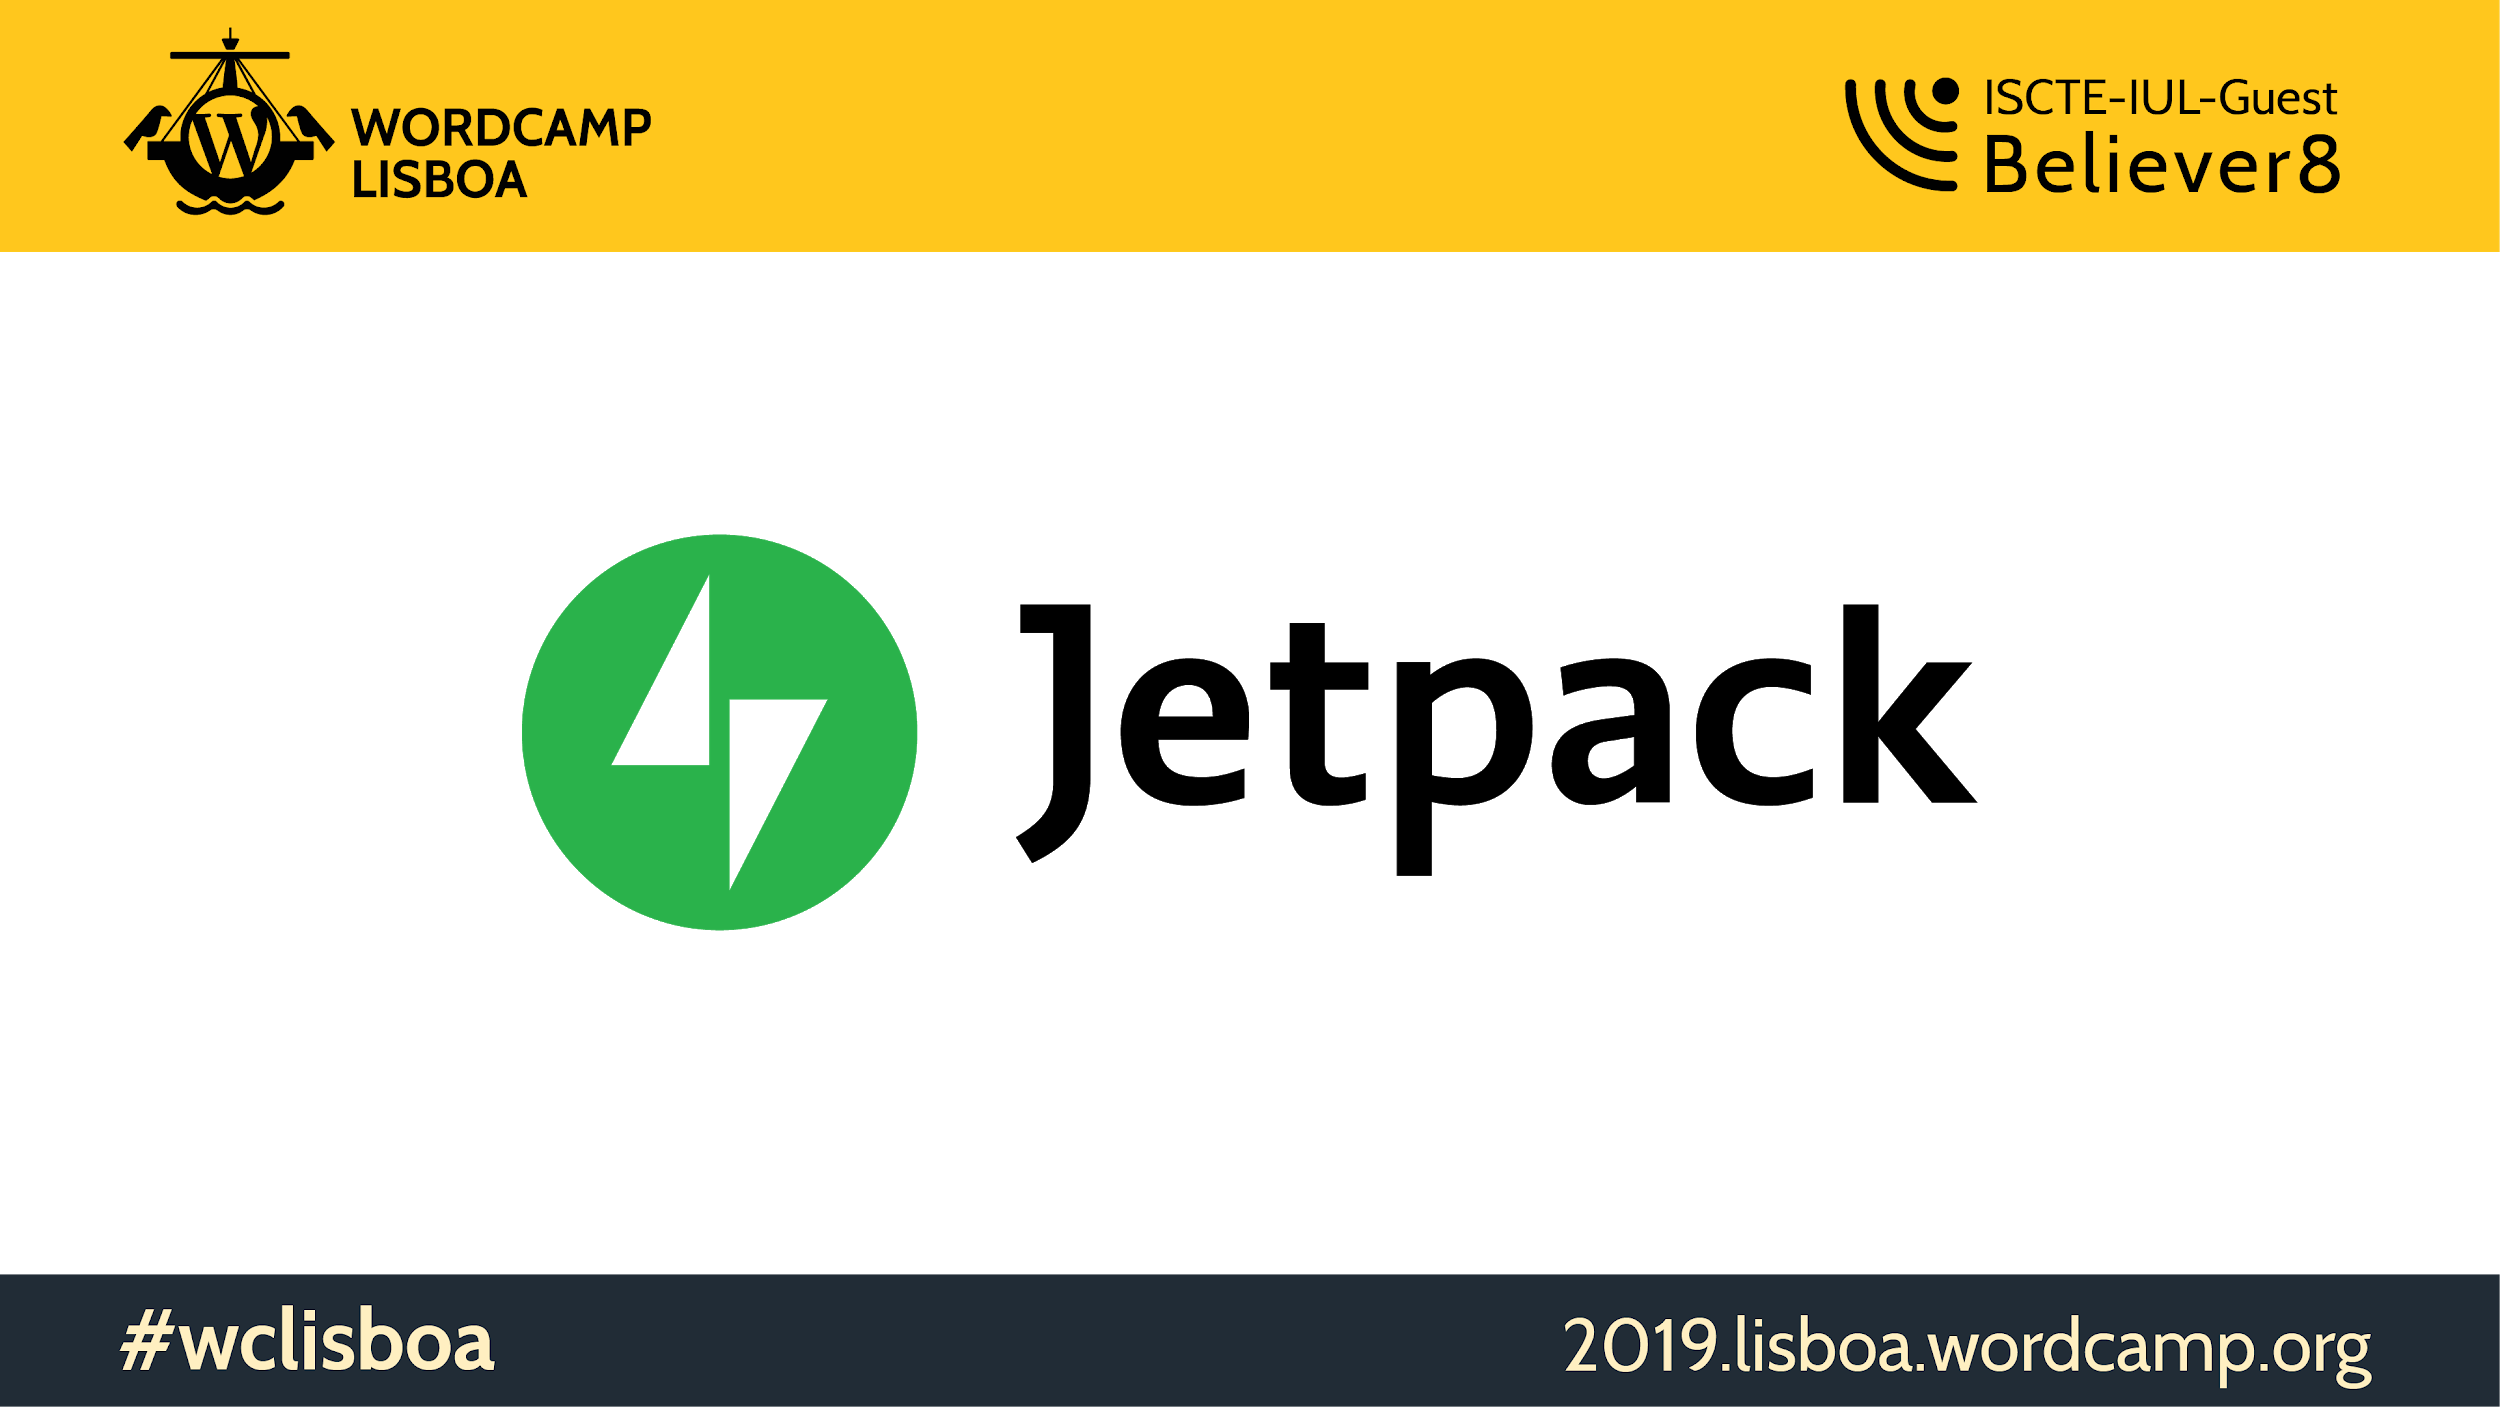 WORDCAMP
LISBOA
ISCTE-IUL-Guest
Believer8
Jetpack
#wclisboa
2019.lisboa.wordcamp.org